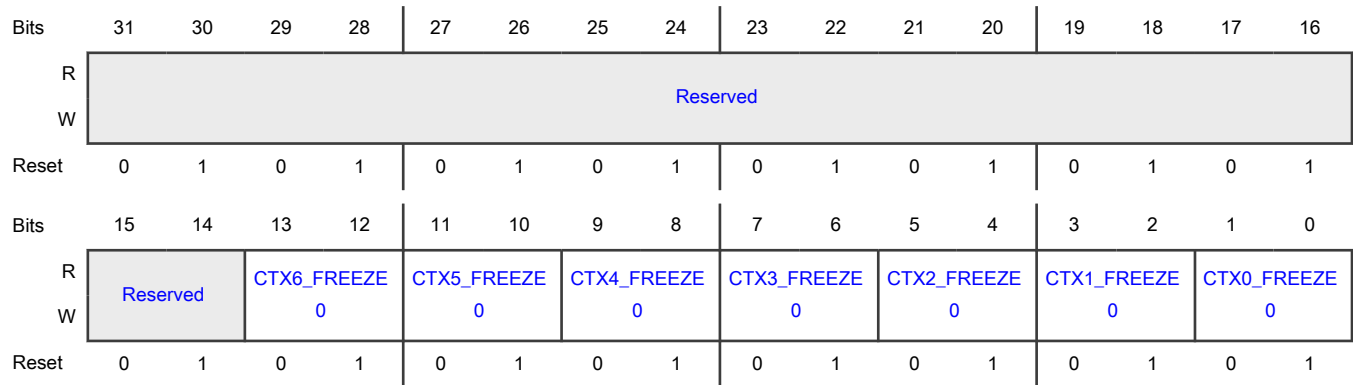 Bits 31 30 29 28 27 26 25 24 23 22 21 20 19 18 17 16
R
Reserved
W
Reset 0 1 0 1 0 1 0 1 0 1 0 1 0 1 0 1
Bits 15 14 13 12 11 10 9 8 7 6 5 4 3 2 1 0
R CTX6_FREEZE CTX5_FREEZE CTX4_FREEZE CTX3_FREEZE CTX2_FREEZE CTX1_FREEZE CTX0_FREEZE
Reserved
W 0 0 0 0 0 0 0
Reset 0 1 0 1 0 1 0 1 0 1 0 1 0 1 0 1